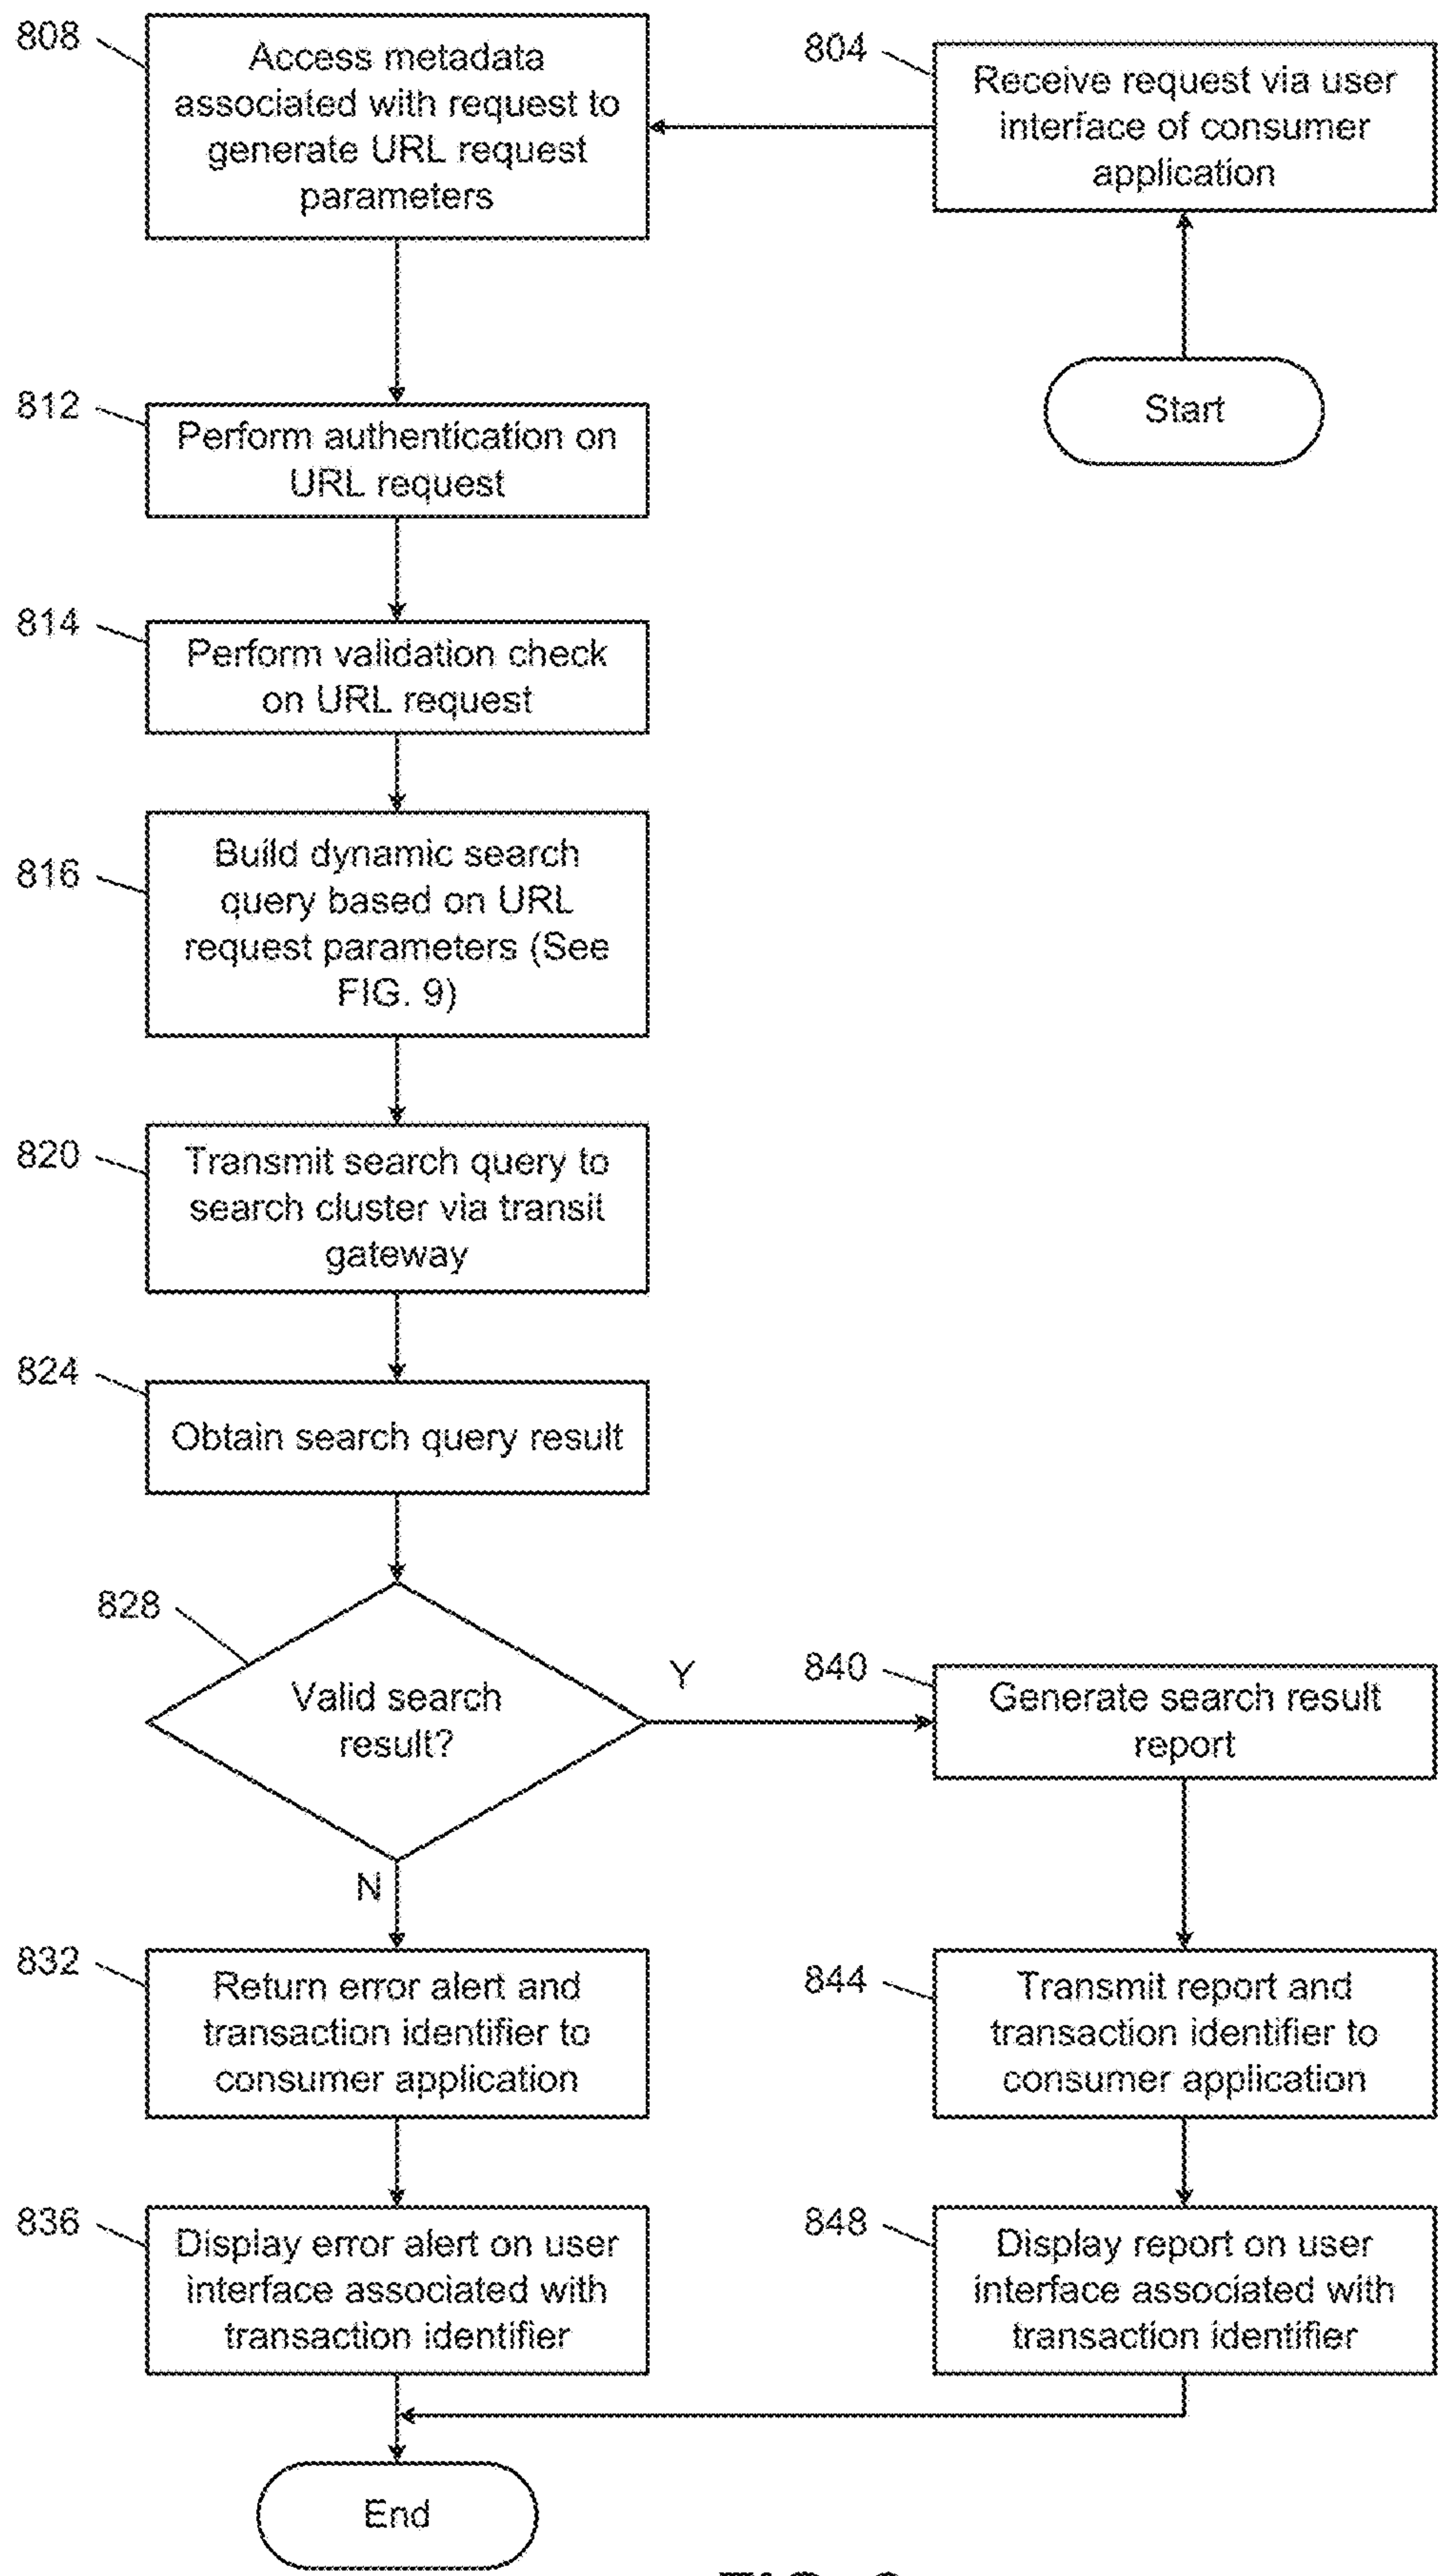 804
Receive request via user
interface of consumer
application
Start
808
Access metadata
associated with request to
generate URL request
parameters
812
Perform authentication on
URL request
814
Perform validation check
on URL request
816
Build dynamic search
query based on URL
request parameters (See
FIG. 9)
820
Transmit search query to
search cluster via transit
gateway
824
Obtain search query result
828
Valid search
result?
Y
N
840
Generate search result
report
832
Return error alert and
transaction identifier to
consumer application
844
Transmit report and
transaction identifier to
consumer application
836
Display error alert on user
interface associated with
transaction identifier
848
Display report on user
interface associated with
transaction identifier
End